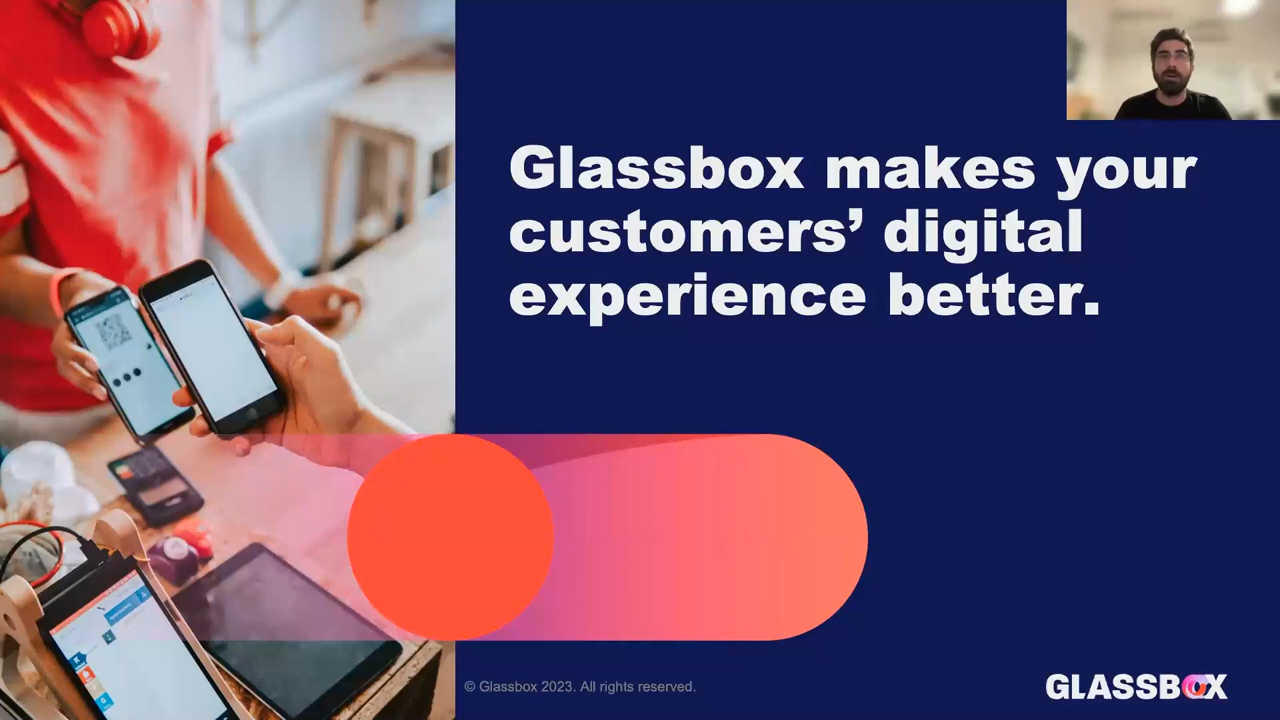 Glassbox makes your
customers’ digital
experience better.
© Glassbox 2023. All rights reserved.
GLASSBOX